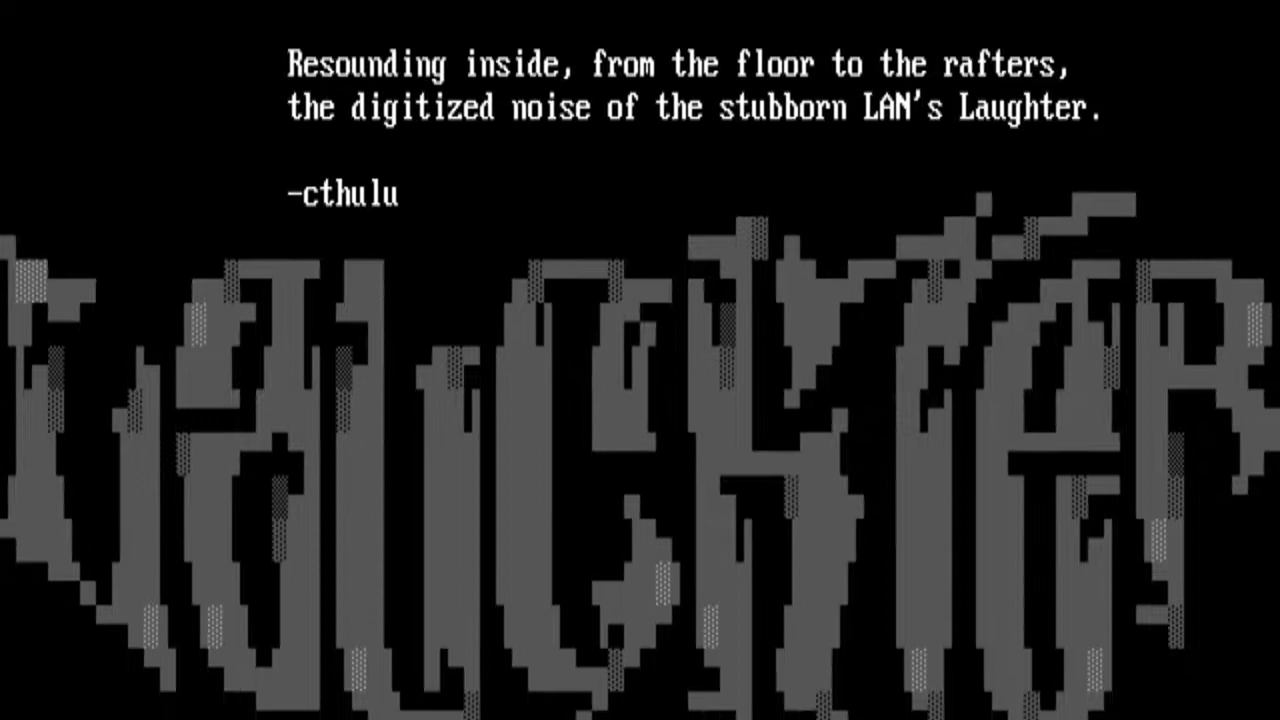 Resounding inside, from the floor to the rafters,
the digitized noise of the stubborn LAN's Laughter.
-cthulu